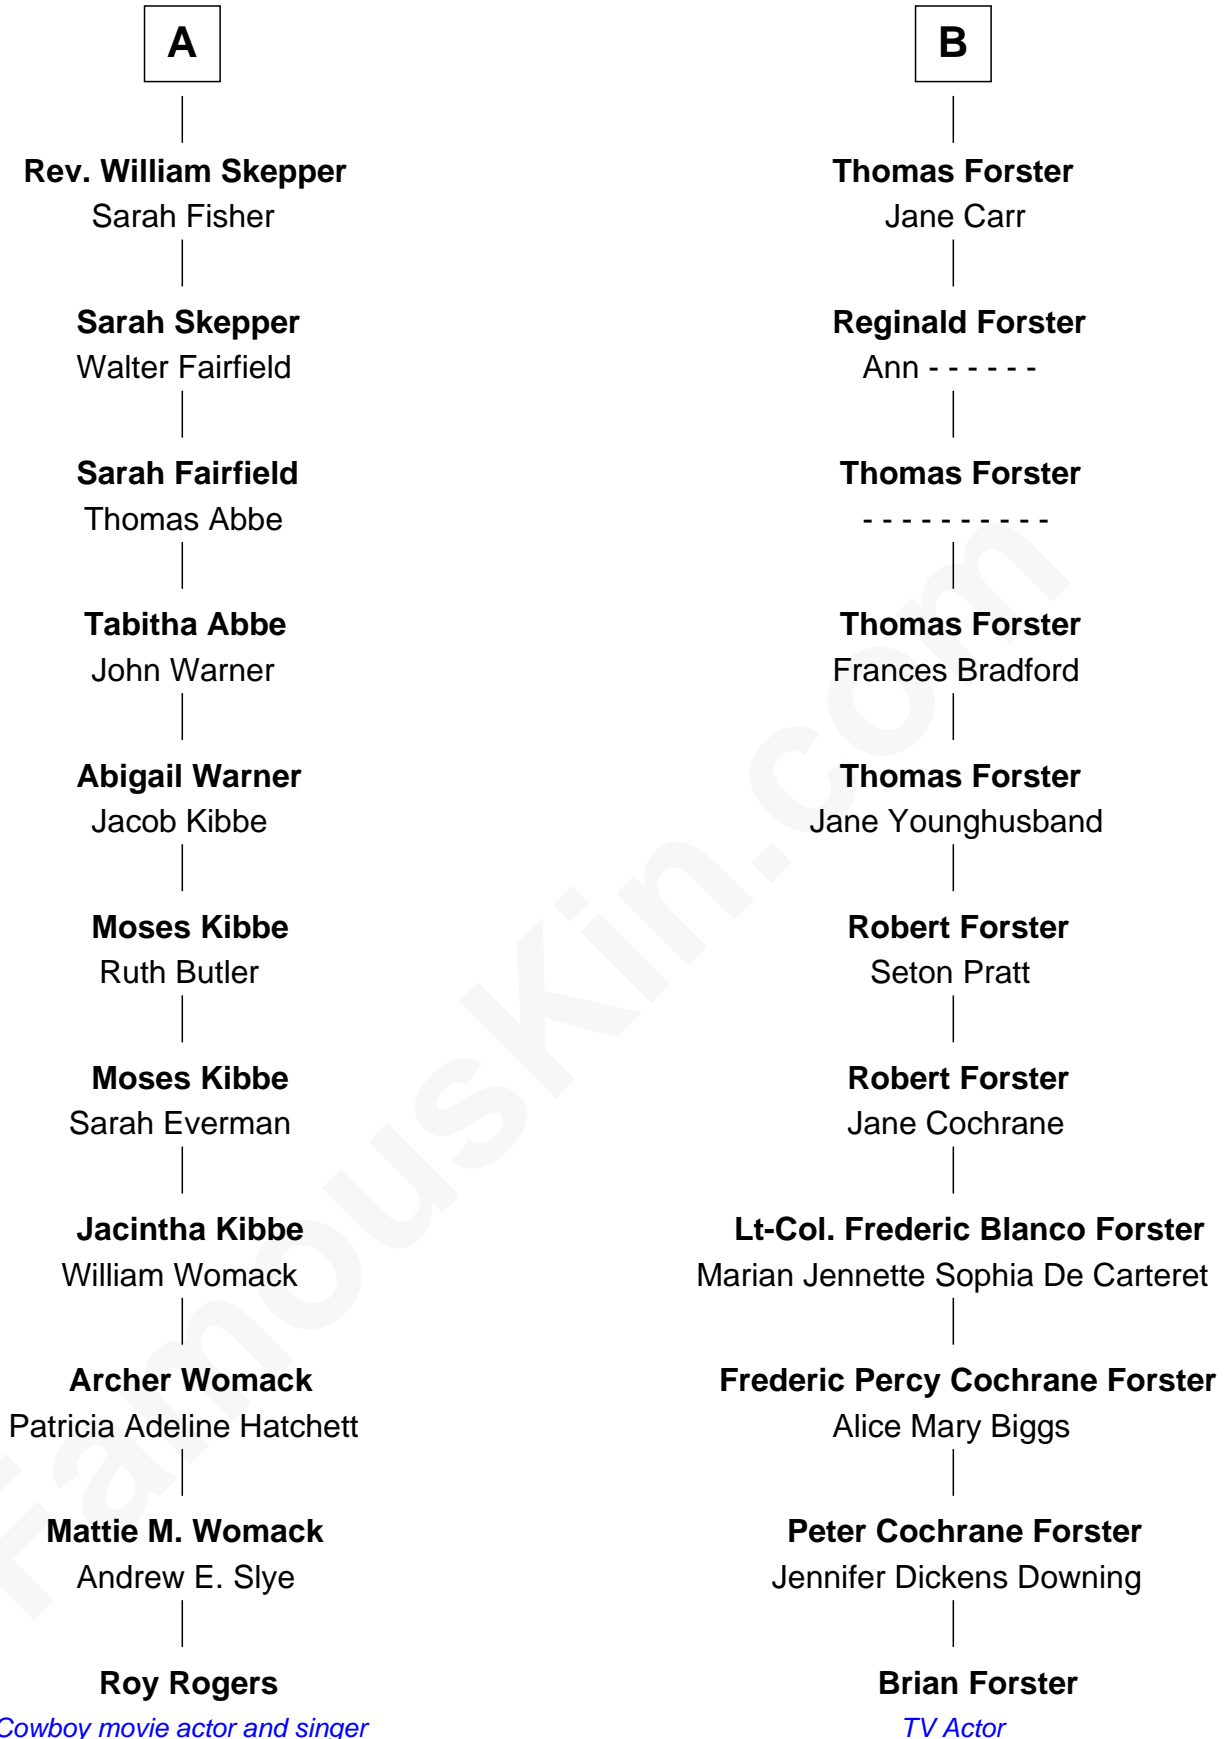 A
Rev. William Skepper
Sarah Fisher
Sarah Skepper
Walter Fairfield
Sarah Fairfield
Thomas Abbe
Tabitha Abbe
John Warner
Abigail Warner
Jacob Kibbe
Moses Kibbe
Ruth Butler
Moses Kibbe
Sarah Everman
Jacintha Kibbe
William Womack
Archer Womack
Patricia Adeline Hatchett
Mattie M. Womack
Andrew E. Slye
Roy Rogers
Cowboy movie actor and singer
B
Thomas Forster
Jane Carr
Reginald Forster
Ann - - - - - -
Thomas Forster
- - - - - - - - - -
Thomas Forster
Frances Bradford
Thomas Forster
Jane Younghusband
Robert Forster
Seton Pratt
Robert Forster
Jane Cochrane
Lt-Col. Frederic Blanco Forster
Marian Jennette Sophia De Carteret
Frederic Percy Cochrane Forster
Alice Mary Biggs
Peter Cochrane Forster
Jennifer Dickens Downing
Brian Forster
TV Actor
FamousKin.com